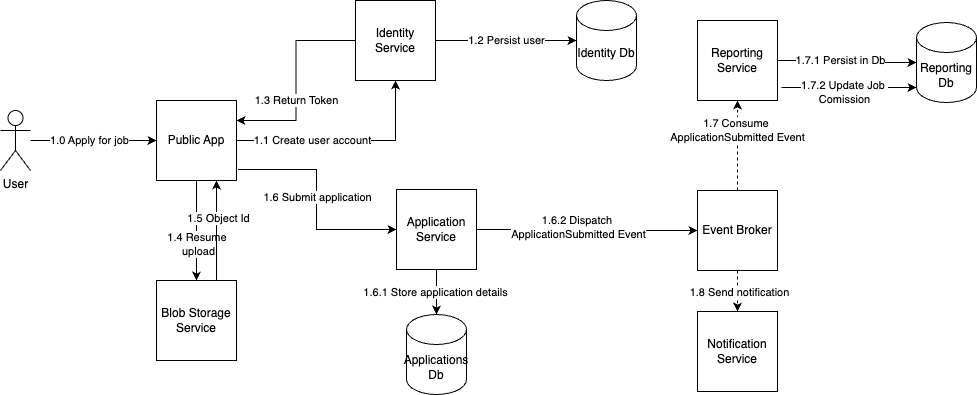 Identity
Service
1.2 Persist user
Identity Db
Reporting
Service
1.7.1 Persist in Db
1.7.2 Update Job
Comission
Reporting
Db
1.3 Return Token
1.0 Apply for job
Public App
1.1 Create user account
1.7 Consume
ApplicationSubmitted Event
User
1.6 Submit application
1.5 Object Id
1.4 Resume
upload
Application
Service
1.6.2 Dispatch
ApplicationSubmitted Event
Event Broker
1.6.1 Store application details
1.8 Send notification
Blob Storage
Service
Applications
Db
Notification
Service